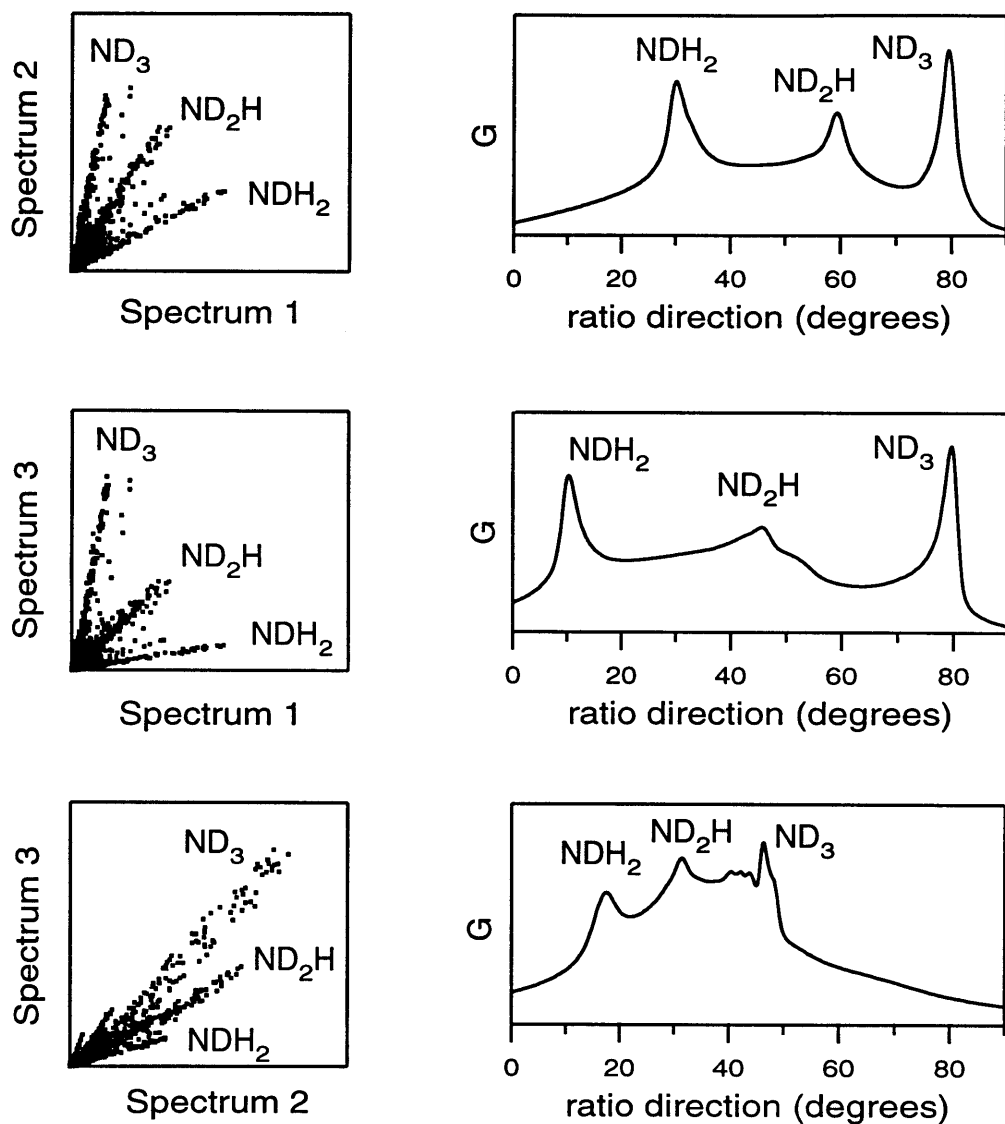 Spectrum 2
ND₃
ND₂H
NDH₂
Spectrum 1
G
NDH₂
ND₂H
ND₃
0 20 40 60 80
ratio direction (degrees)
Spectrum 3
ND₃
ND₂H
NDH₂
Spectrum 1
G
NDH₂
ND₂H
ND₃
0 20 40 60 80
ratio direction (degrees)
Spectrum 3
ND₃
ND₂H
NDH₂
Spectrum 2
G
NDH₂
ND₂H
ND₃
0 20 40 60 80
ratio direction (degrees)